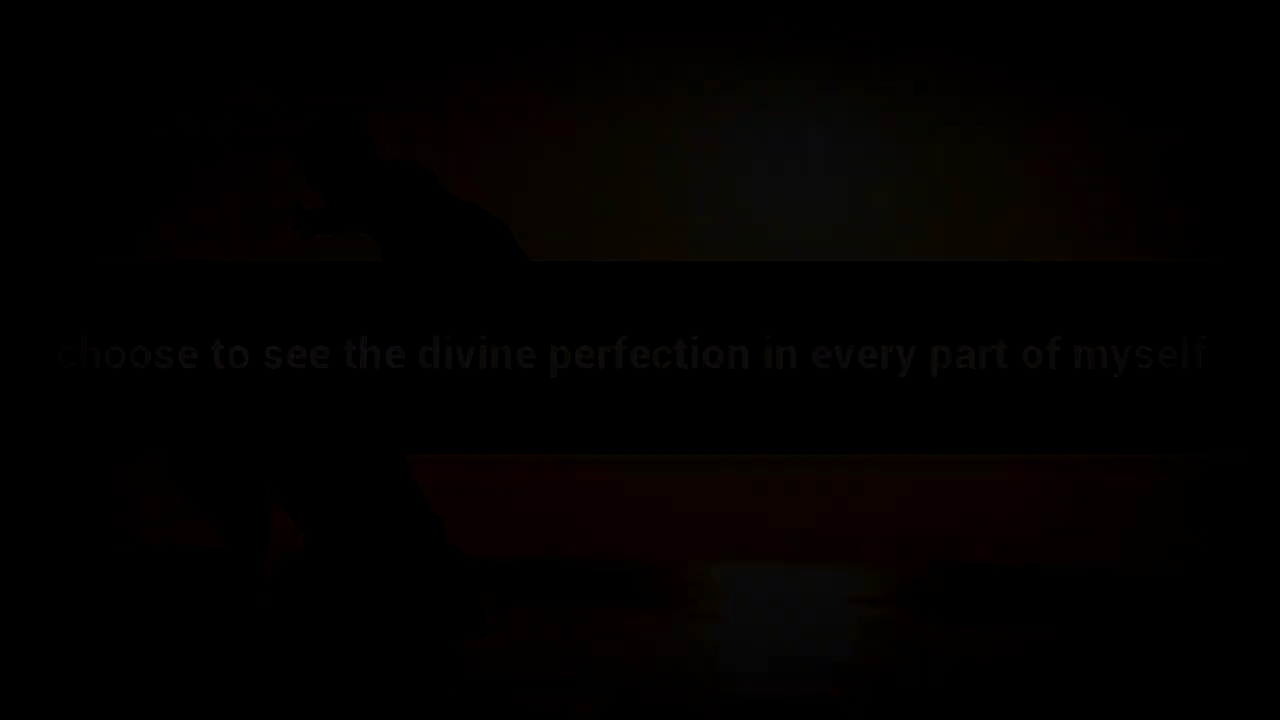 choose to see the divine perfection in every part of myself